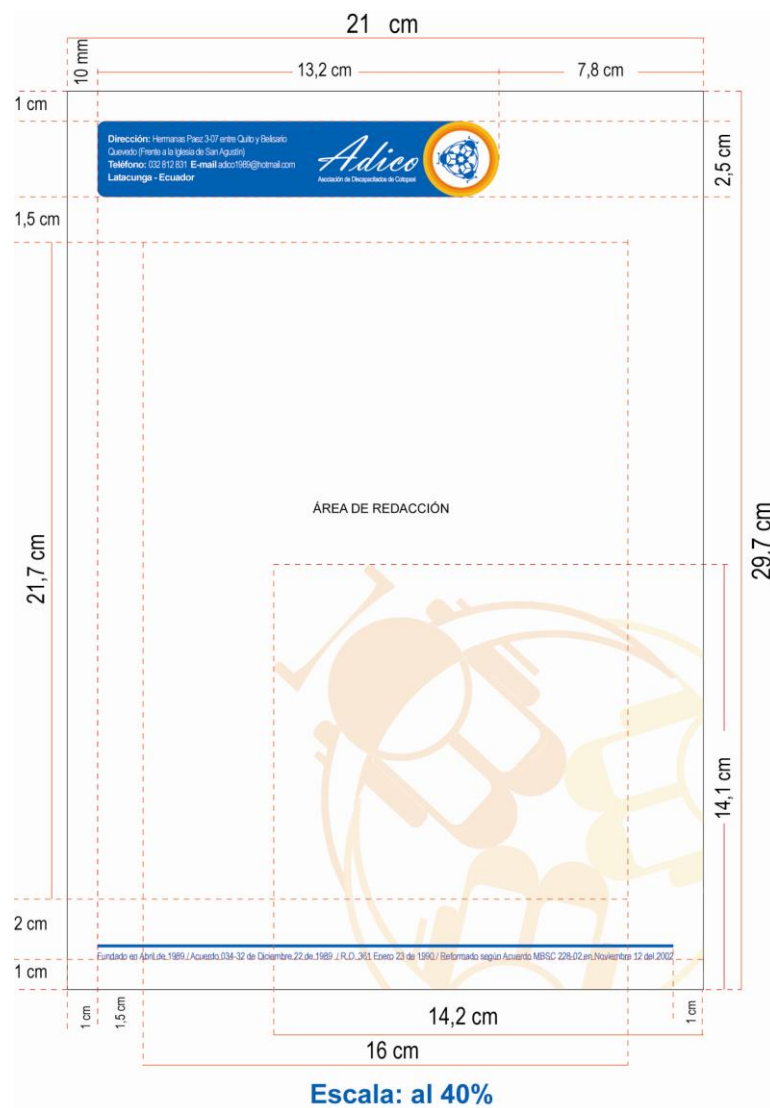 21 cm
10 mm
13,2 cm
7,8 cm
1 cm
Dirección: Hermanas Paez 3-07 entre Quito y Belisario
Quevedo (Frente a la Iglesia de San Agustín)
Teléfono: 032 812 831 E-mail adico1989@hotmail.com
Latacunga - Ecuador
Adico
Asociación de Discapacitados de Cotopaxi
2,5 cm
1,5 cm
ÁREA DE REDACCIÓN
21,7 cm
29,7 cm
14,1 cm
2 cm
Fundado en Abril de 1989 / Acuerdo 034-32 de Diciembre 22 de 1989 / R.O. 361 Enero 23 de 1990 / Reformado según Acuerdo MBSC 228-02 en Noviembre 12 del 2002
1 cm
1 cm
1,5 cm
14,2 cm
1 cm
16 cm
Escala: al 40%